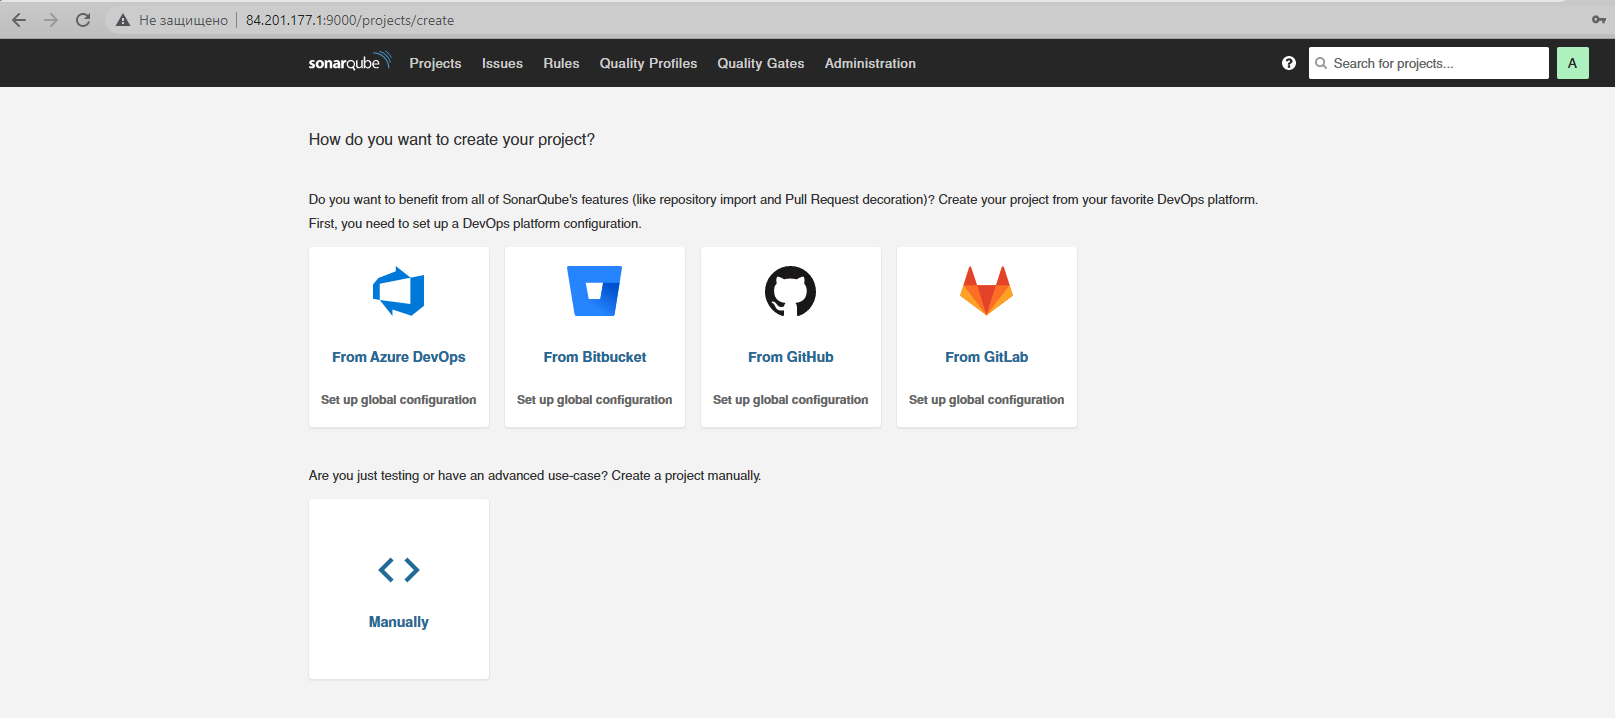 Не защищено 84.201.177.1:9000/projects/create
sonarqube Projects Issues Rules Quality Profiles Quality Gates Administration ? Search for projects... A
How do you want to create your project?
Do you want to benefit from all of SonarQube's features (like repository import and Pull Request decoration)? Create your project from your favorite DevOps platform.
First, you need to set up a DevOps platform configuration.
From Azure DevOps From Bitbucket From GitHub From GitLab
Set up global configuration Set up global configuration Set up global configuration Set up global configuration
Are you just testing or have an advanced use-case? Create a project manually.
Manually